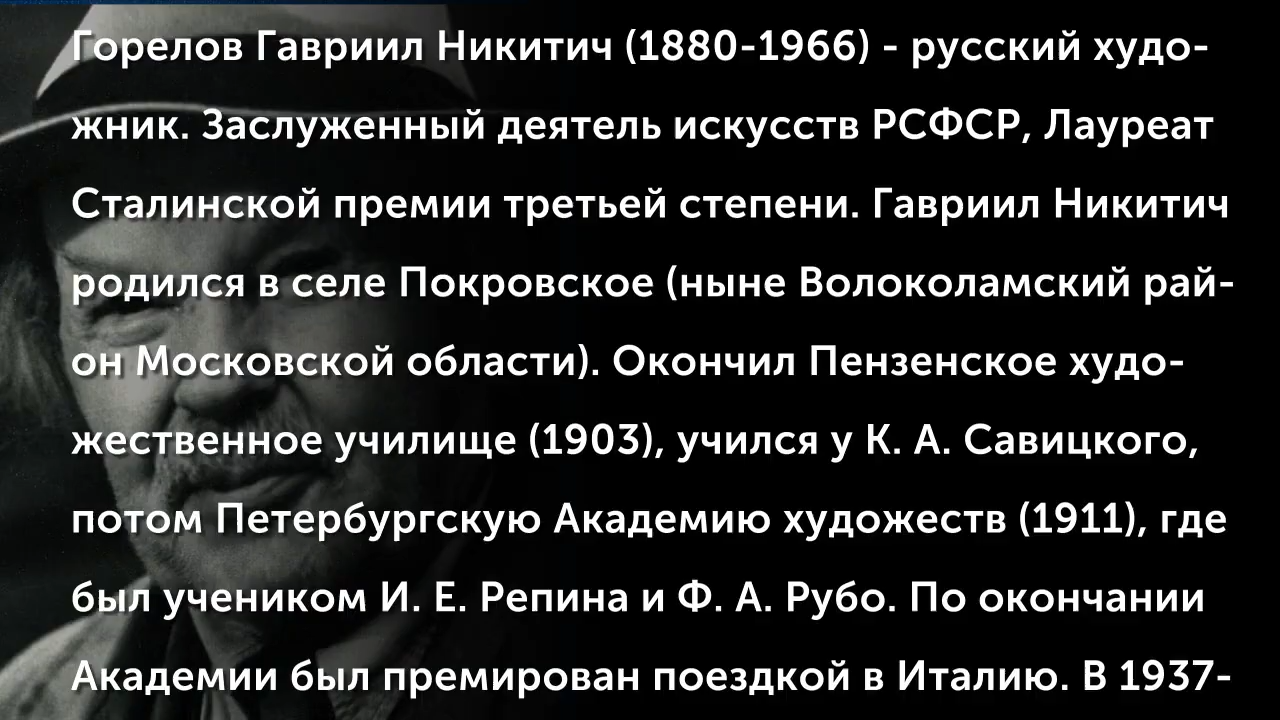 Горелов Гавриил Никитич (1880-1966) - русский худо-
жник. Заслуженный деятель искусств РСФСР, Лауреат
Сталинской премии третьей степени. Гавриил Никитич
родился в селе Покровское (ныне Волоколамский рай-
он Московской области). Окончил Пензенское худо-
жественное училище (1903), учился у К. А. Савицкого,
потом Петербургскую Академию художеств (1911), где
был учеником И. Е. Репина и Ф. А. Рубо. По окончании
Академии был премирован поездкой в Италию. В 1937-